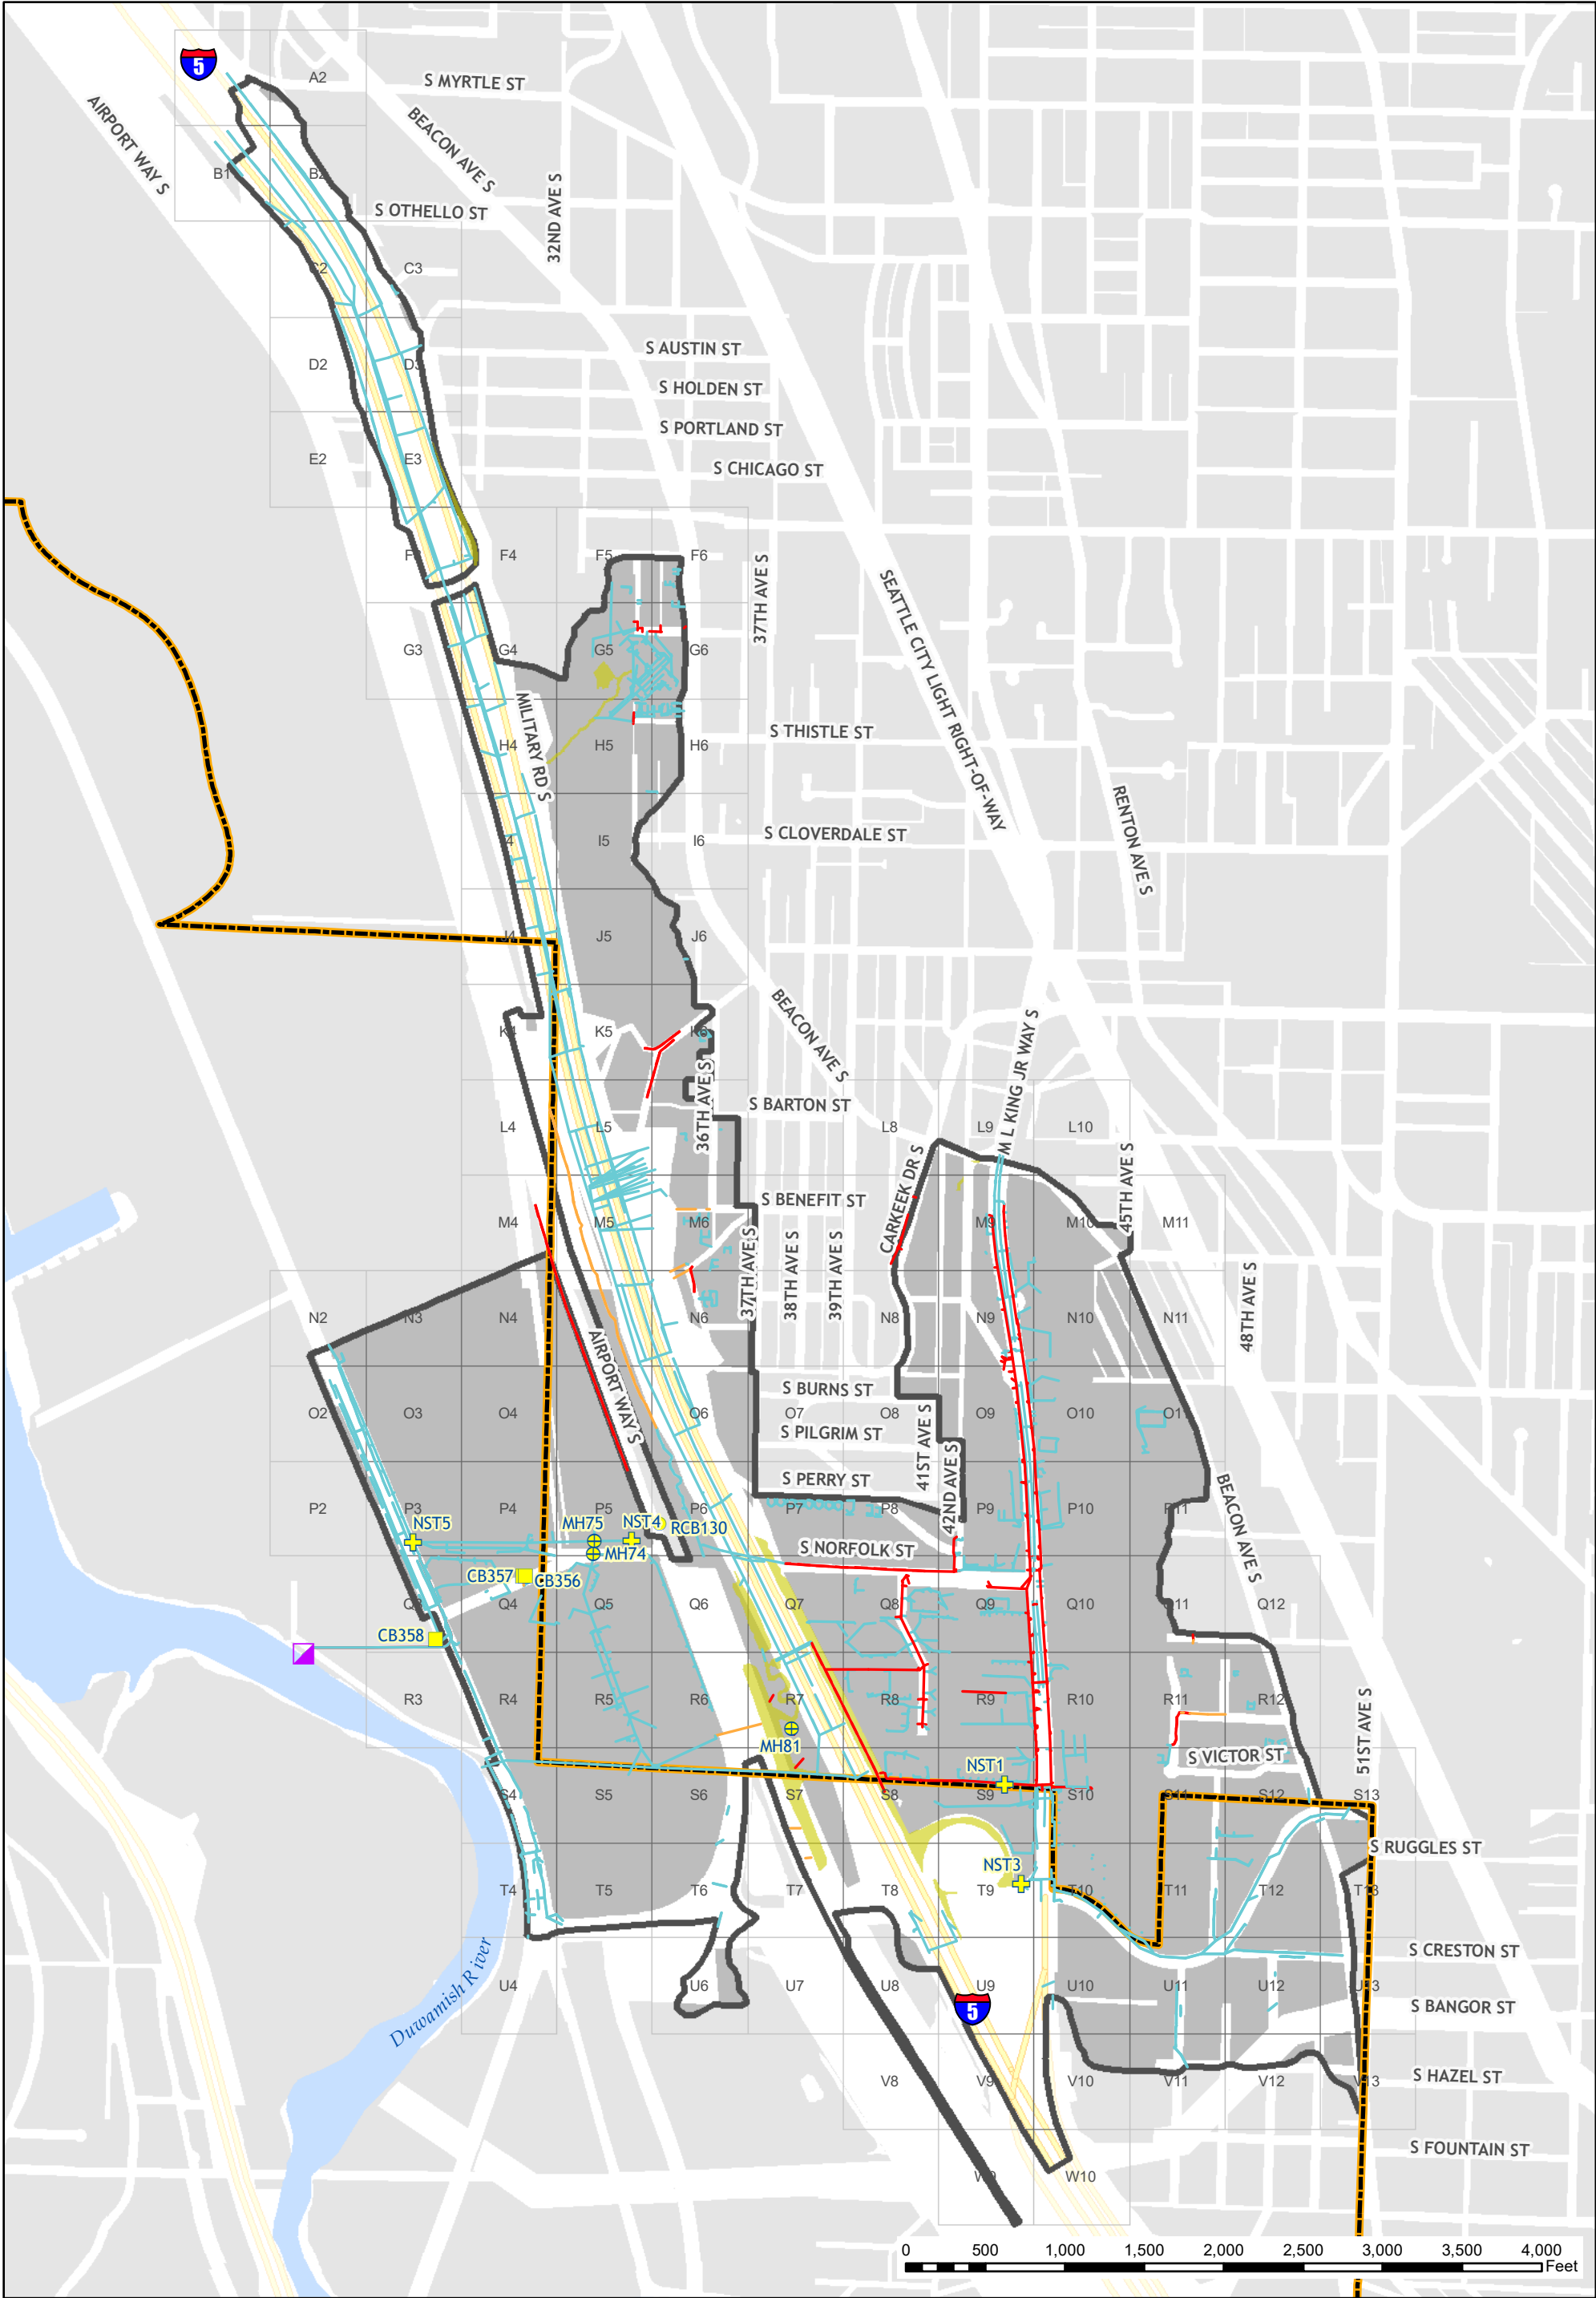 5
A2
S MYRTLE ST
AIRPORT WAY S
BEACON AVE S
B1
B2
32ND AVE S
S OTHELLO ST
C2
C3
S AUSTIN ST
D2
D3
S HOLDEN ST
S PORTLAND ST
E2
E3
S CHICAGO ST
F4
F5
F6
37TH AVE S
SEATTLE CITY LIGHT RIGHT-OF-WAY
G3
G4
G5
G6
MILITARY RD S
S THISTLE ST
H4
H5
H6
RENTON AVE S
S CLOVERDALE ST
I5
I6
J4
J5
J6
BEACON AVE S
M L KING JR WAY S
K4
K5
K6
36TH AVE S
S BARTON ST
L4
L5
L8
L9
L10
CARKEEK DR S
45TH AVE S
S BENEFIT ST
M4
M5
M6
M9
M10
M11
37TH AVE S
38TH AVE S
39TH AVE S
48TH AVE S
N2
N3
N4
N6
N8
N9
N10
N11
AIRPORT WAY S
S BURNS ST
O2
O3
O4
O6
O7
O8
O9
O10
O11
S PILGRIM ST
41ST AVE S
42ND AVE S
S PERRY ST
BEACON AVE S
P2
P3
P4
P5
P6
P7
P8
P9
P10
P11
NST5
MH75
NST4
RCB130
MH74
S NORFOLK ST
CB357
CB356
Q3
Q4
Q5
Q6
Q7
Q8
Q9
Q10
Q11
Q12
CB358
R3
R4
R5
R6
R7
R8
R9
R10
R11
R12
51ST AVE S
MH81
S VICTOR ST
NST1
S4
S5
S6
S7
S8
S9
S10
S11
S12
S13
S RUGGLES ST
NST3
T4
T5
T6
T7
T8
T9
T10
T11
T12
T13
S CRESTON ST
Duwamish River
U4
U6
U7
U8
U9
U10
U11
U12
U13
5
S BANGOR ST
S HAZEL ST
V8
V9
V10
V11
V12
V13
S FOUNTAIN ST
W9
W10
0 500 1,000 1,500 2,000 2,500 3,000 3,500 4,000
Feet